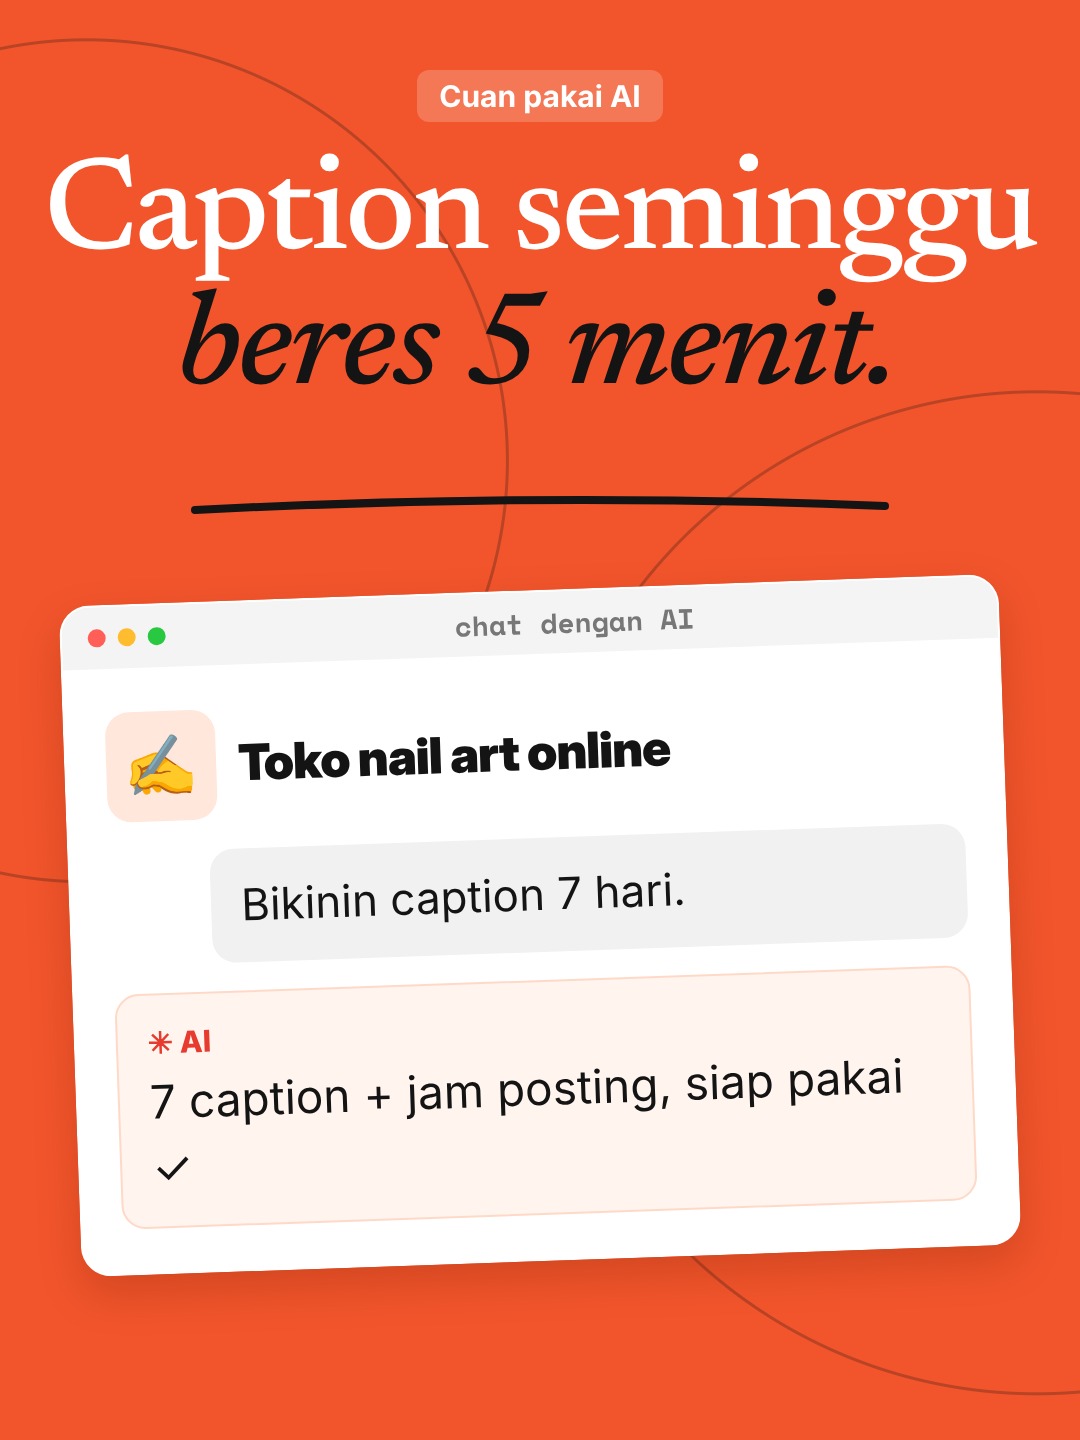 Cuan pakai AI
Caption seminggu
beres 5 menit.
chat dengan AI
Toko nail art online
Bikinin caption 7 hari.
✳ AI
7 caption + jam posting, siap pakai
✓